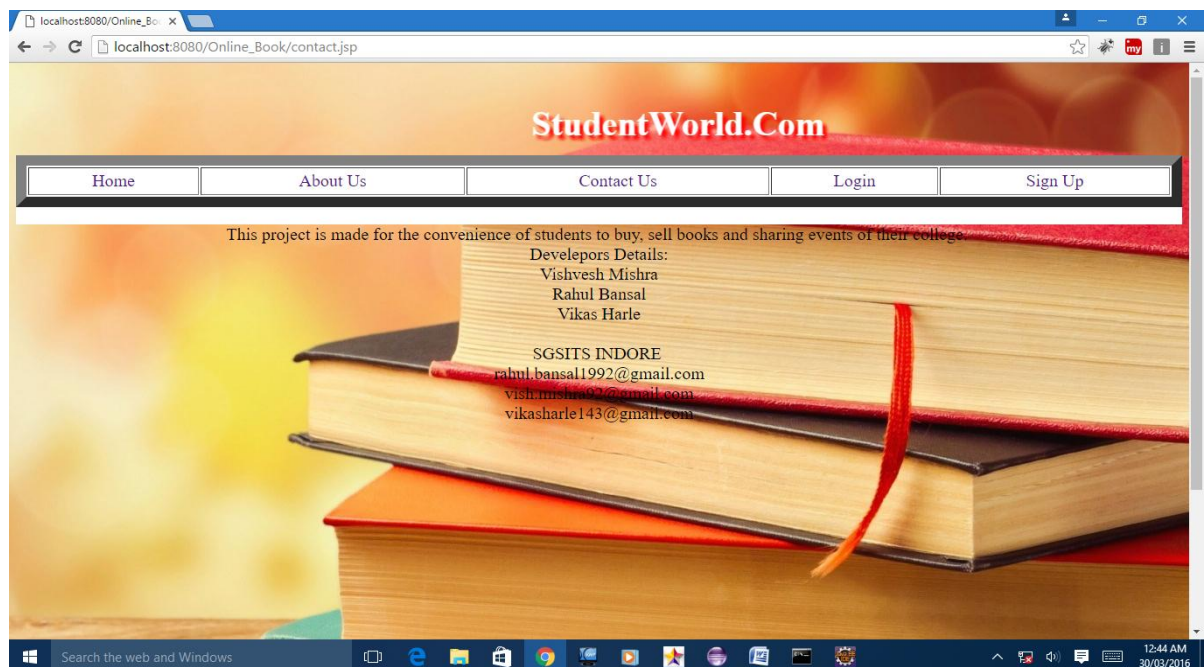 localhost:8080/Online_Bo
localhost:8080/Online_Book/contact.jsp
my
StudentWorld.Com
Home About Us Contact Us Login Sign Up
This project is made for the convenience of students to buy, sell books and sharing events of their college.
Develepors Details:
Vishvesh Mishra
Rahul Bansal
Vikas Harle
SGSITS INDORE
rahul.bansal1992@gmail.com
vish.mishra92@gmail.com
vikasharle143@gmail.com
Search the web and Windows
12:44 AM
30/03/2016